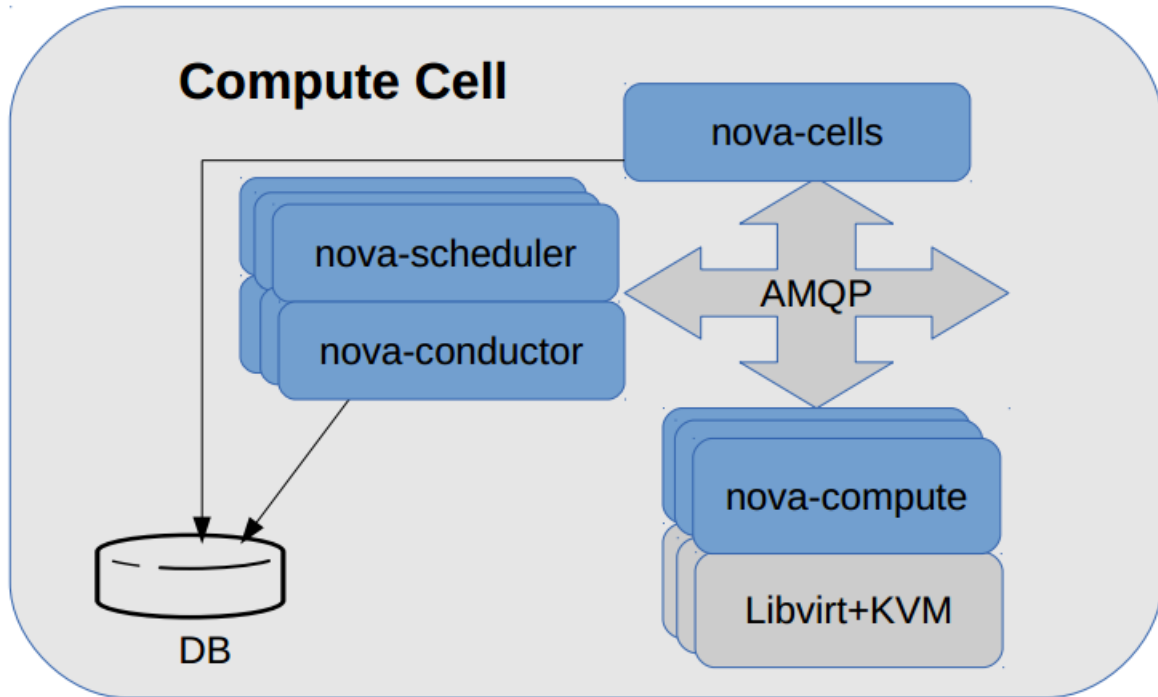 Compute Cell
nova-cells
nova-scheduler
AMQP
nova-conductor
nova-compute
Libvirt+KVM
DB